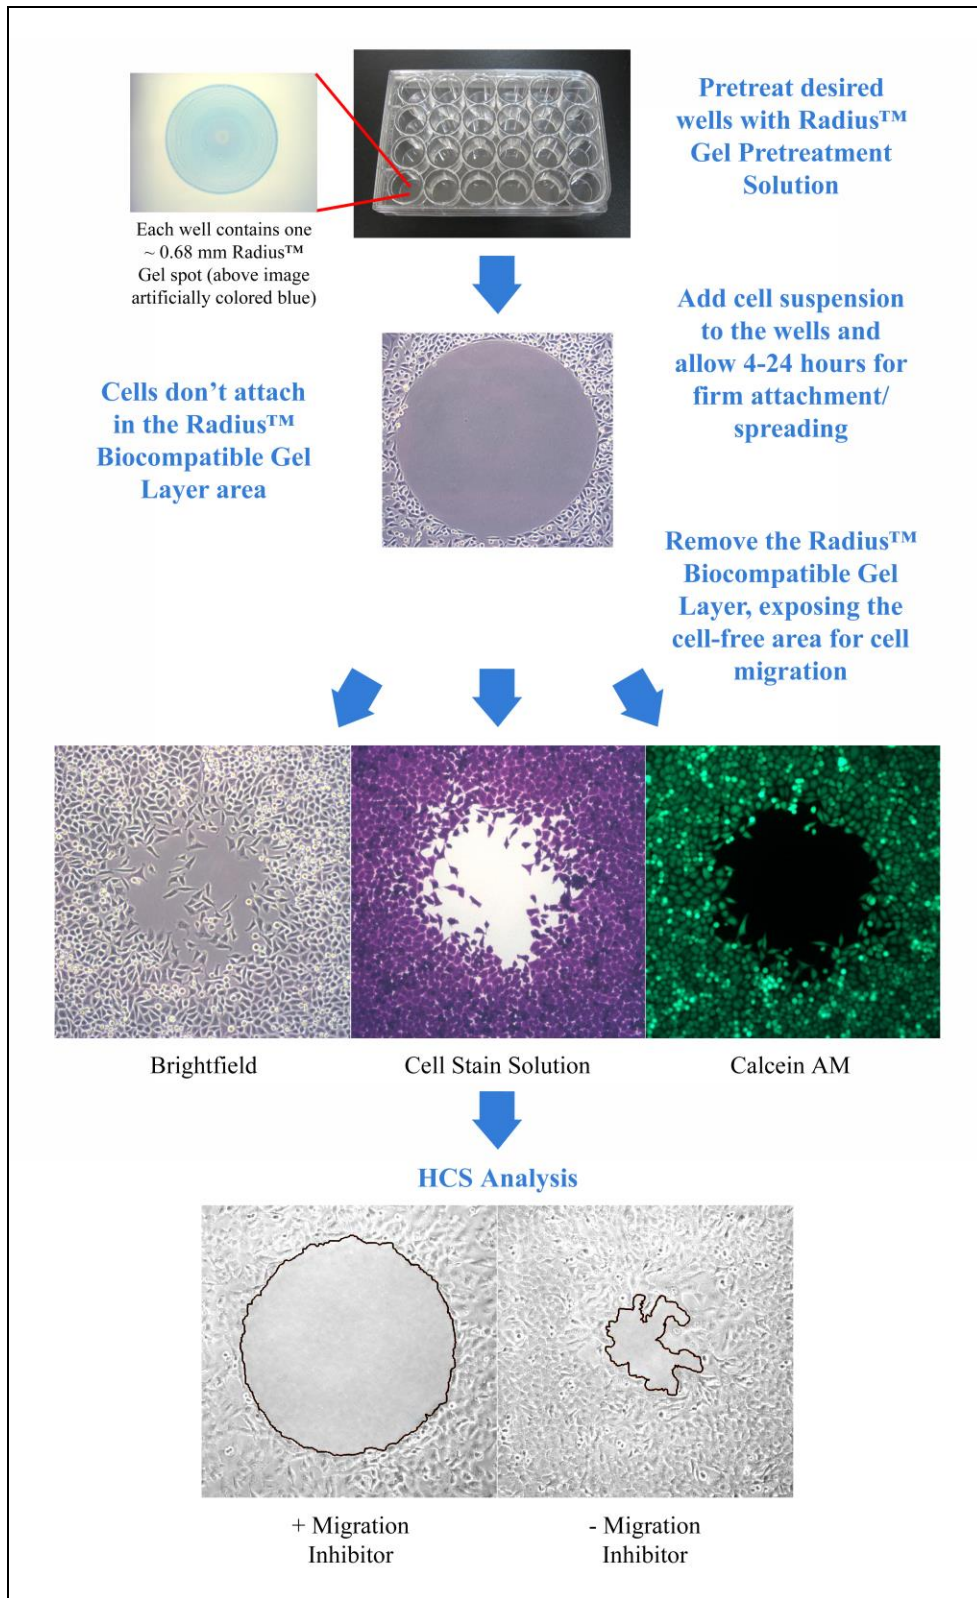 Pretreat desired
wells with Radius™
Gel Pretreatment
Solution
Each well contains one
~ 0.68 mm Radius™
Gel spot (above image
artificially colored blue)
Add cell suspension
to the wells and
allow 4-24 hours for
firm attachment/
spreading
Cells don’t attach
in the Radius™
Biocompatible Gel
Layer area
Remove the Radius™
Biocompatible Gel
Layer, exposing the
cell-free area for cell
migration
Brightfield
Cell Stain Solution
Calcein AM
HCS Analysis
+ Migration
Inhibitor
- Migration
Inhibitor